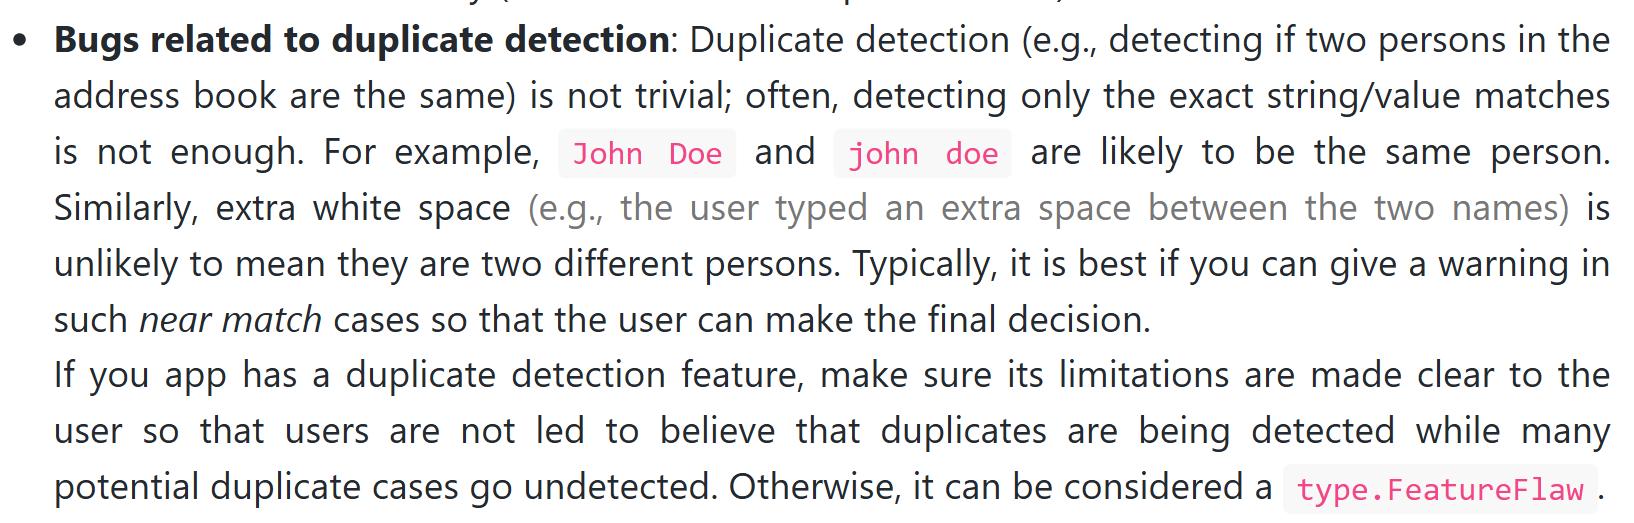 • Bugs related to duplicate detection: Duplicate detection (e.g., detecting if two persons in the
address book are the same) is not trivial; often, detecting only the exact string/value matches
is not enough. For example, John Doe and john doe are likely to be the same person.
Similarly, extra white space (e.g., the user typed an extra space between the two names) is
unlikely to mean they are two different persons. Typically, it is best if you can give a warning in
such near match cases so that the user can make the final decision.
If you app has a duplicate detection feature, make sure its limitations are made clear to the
user so that users are not led to believe that duplicates are being detected while many
potential duplicate cases go undetected. Otherwise, it can be considered a type.FeatureFlaw .